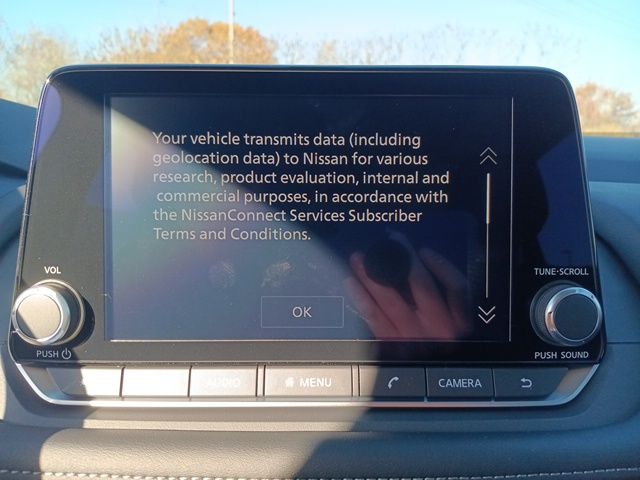 Your vehicle transmits data (including
geolocation data) to Nissan for various
research, product evaluation, internal and
commercial purposes, in accordance with
the NissanConnect Services Subscriber
Terms and Conditions.
OK
VOL
PUSH
TUNE·SCROLL
PUSH SOUND
AUDIO
MENU
CAMERA